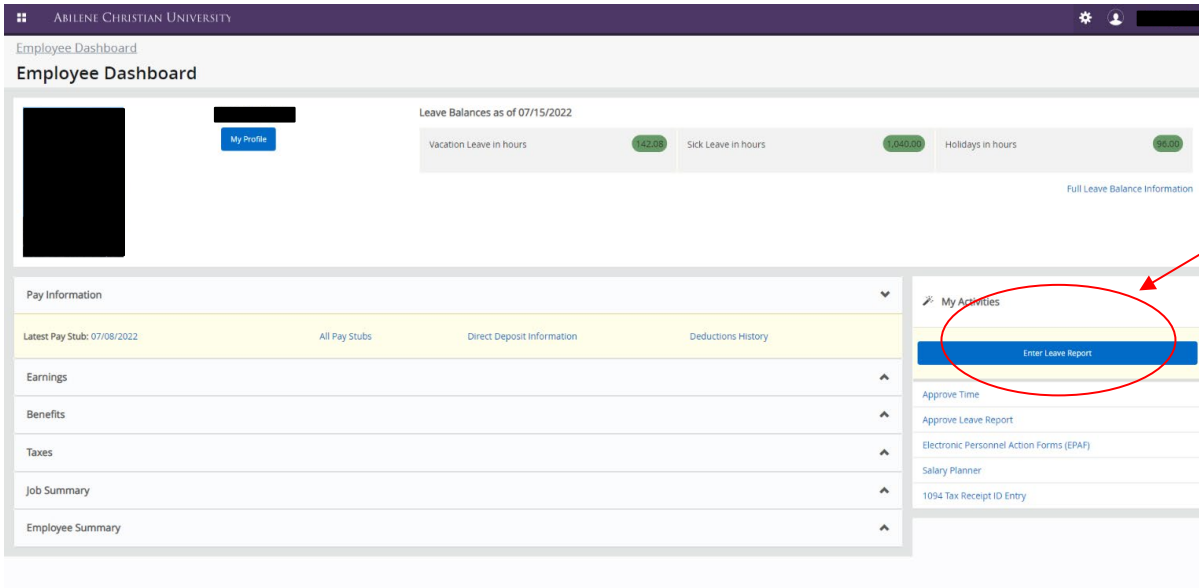 ABILENE CHRISTIAN UNIVERSITY
Employee Dashboard
Employee Dashboard
My Profile
Leave Balances as of 07/15/2022
Vacation Leave in hours 142.08 Sick Leave in hours 1,040.00 Holidays in hours 96.00
Full Leave Balance Information
Pay Information
Latest Pay Stub: 07/08/2022 All Pay Stubs Direct Deposit Information Deductions History
Earnings
Benefits
Taxes
Job Summary
Employee Summary
My Activities
Enter Leave Report
Approve Time
Approve Leave Report
Electronic Personnel Action Forms (EPAF)
Salary Planner
1094 Tax Receipt ID Entry